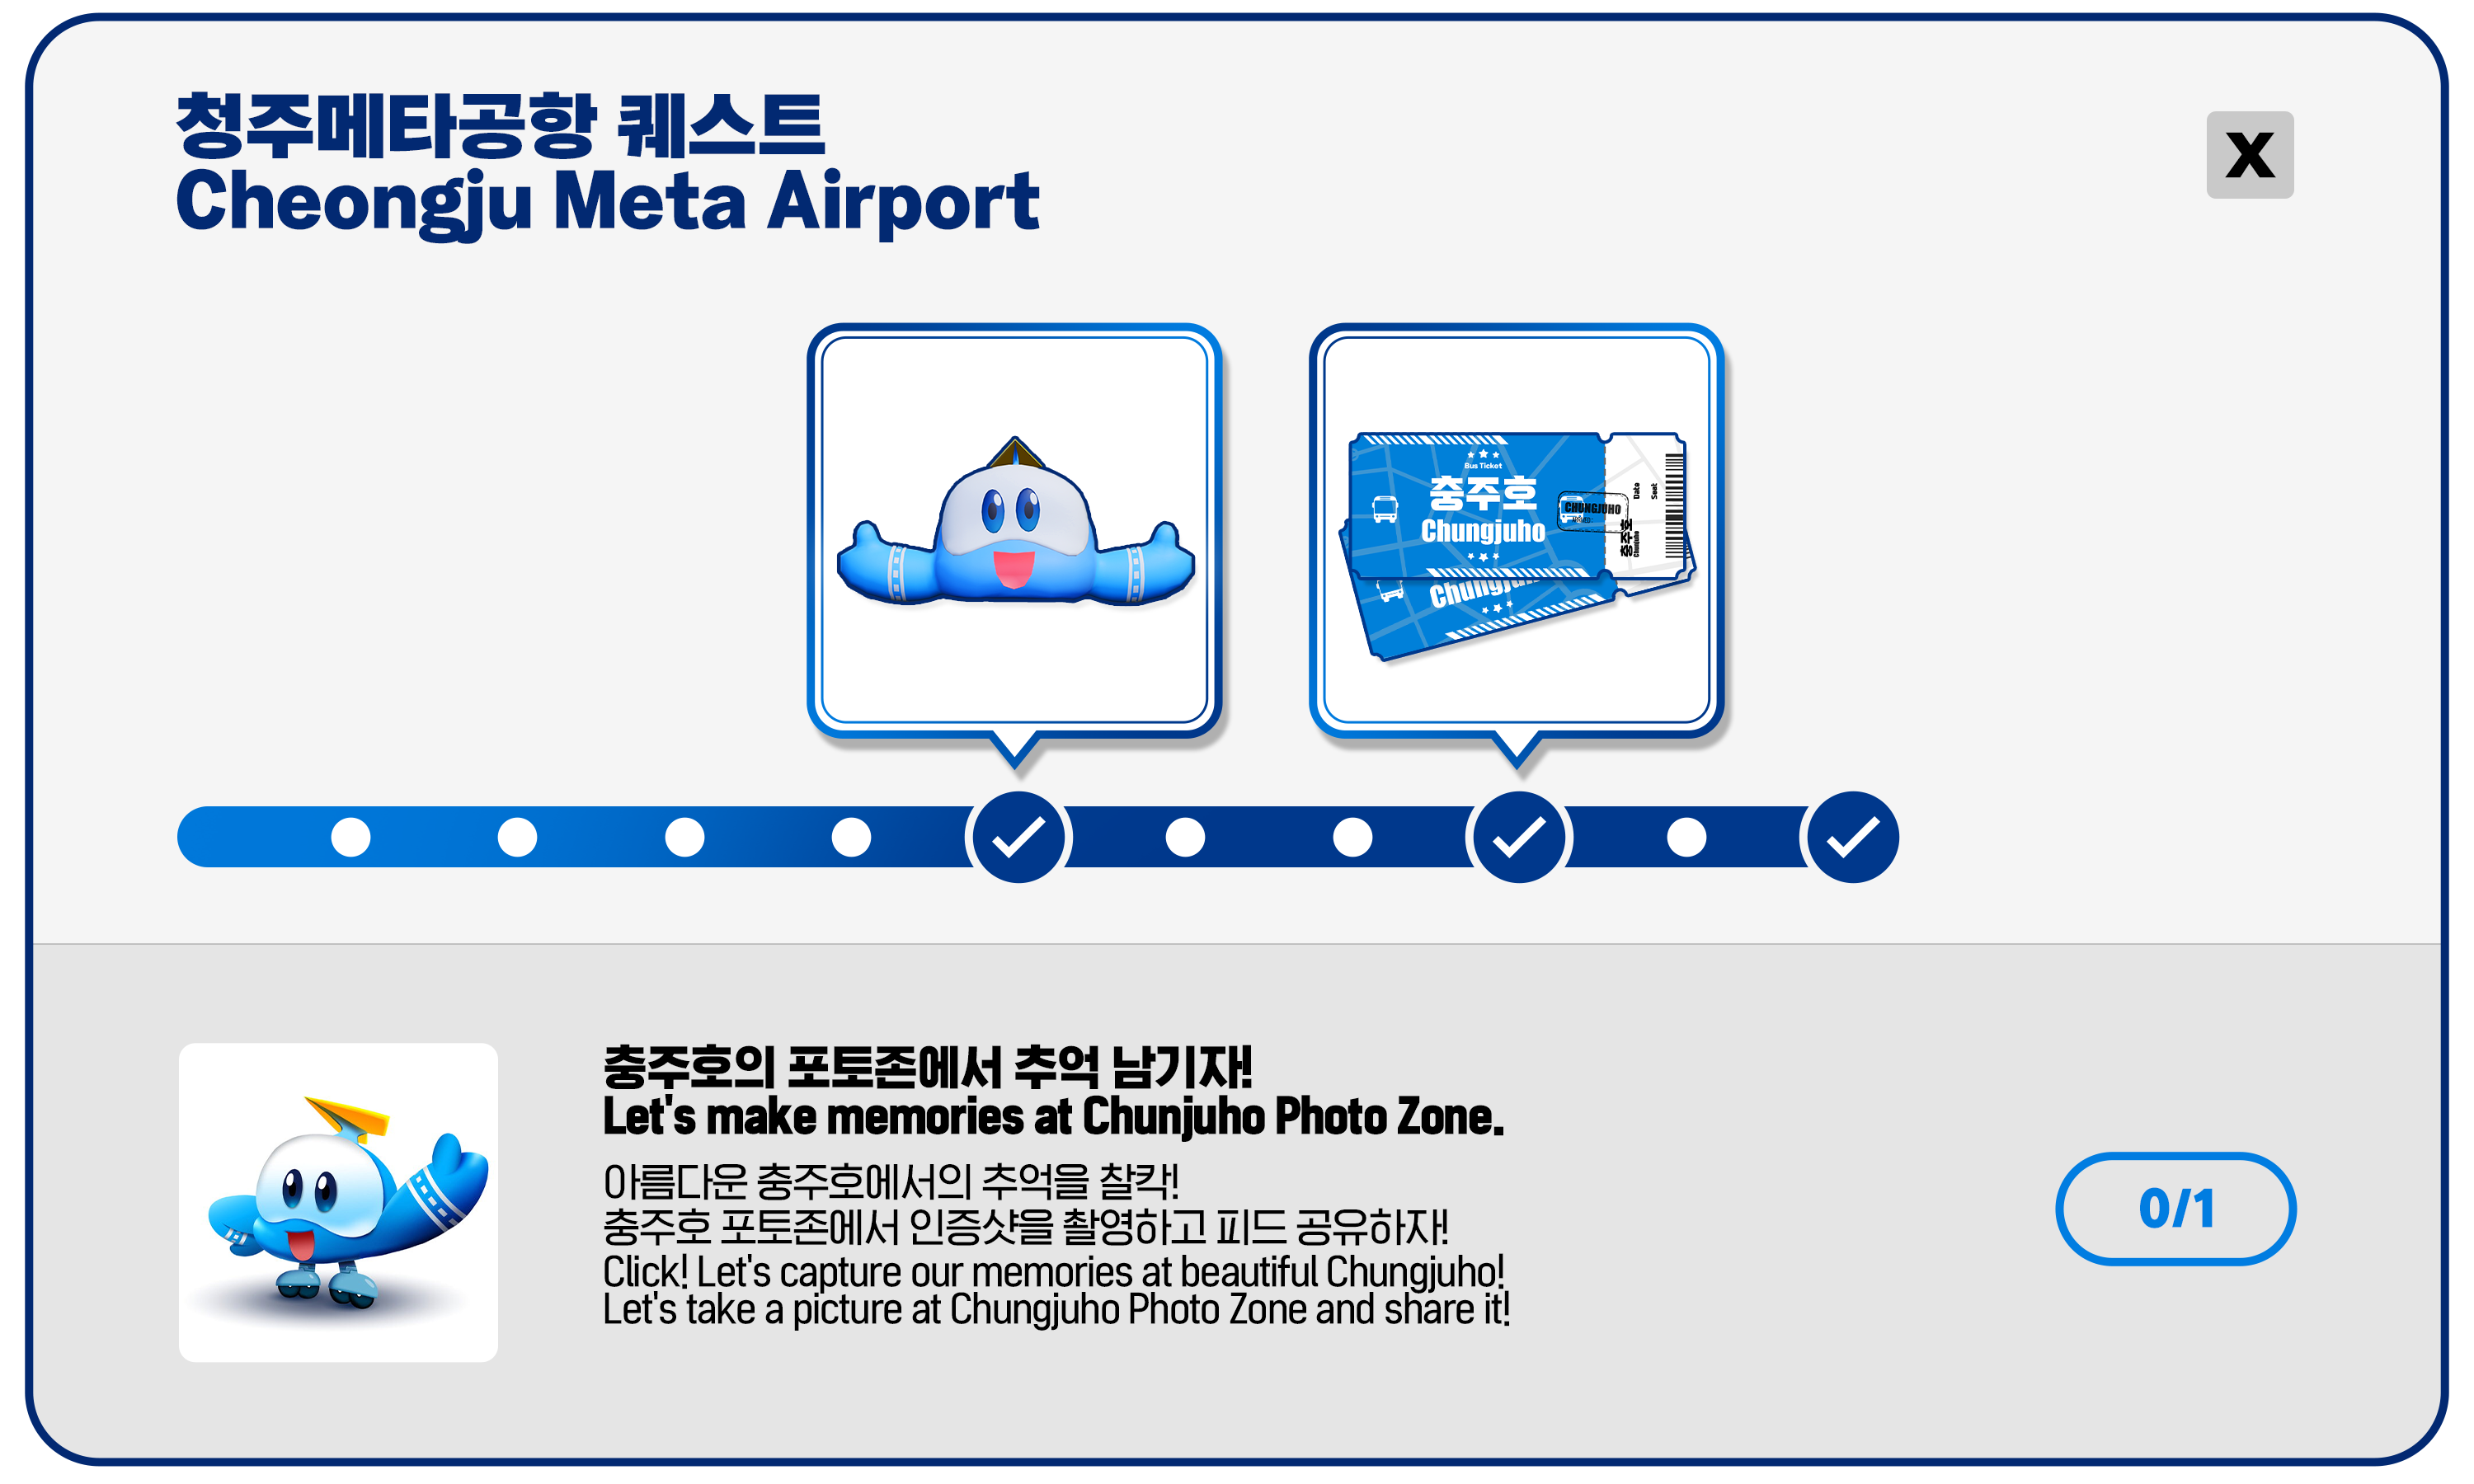 청주메타공항 퀘스트
Cheongju Meta Airport
X
Bus Ticket
충주호
Chungjuho
CHUNGJUHO
Date
Seat
충주호
Chungjuho
Chungju
충주호의 포토존에서 추억 남기재!
Let's make memories at Chunjuho Photo Zone.
아름다운 충주호에서의 추억을 찰칵!
충주호 포토존에서 인증샷을 촬영하고 피드 공유하자!
Click! Let's capture our memories at beautiful Chungjuho!
Let's take a picture at Chungjuho Photo Zone and share it!
0/1